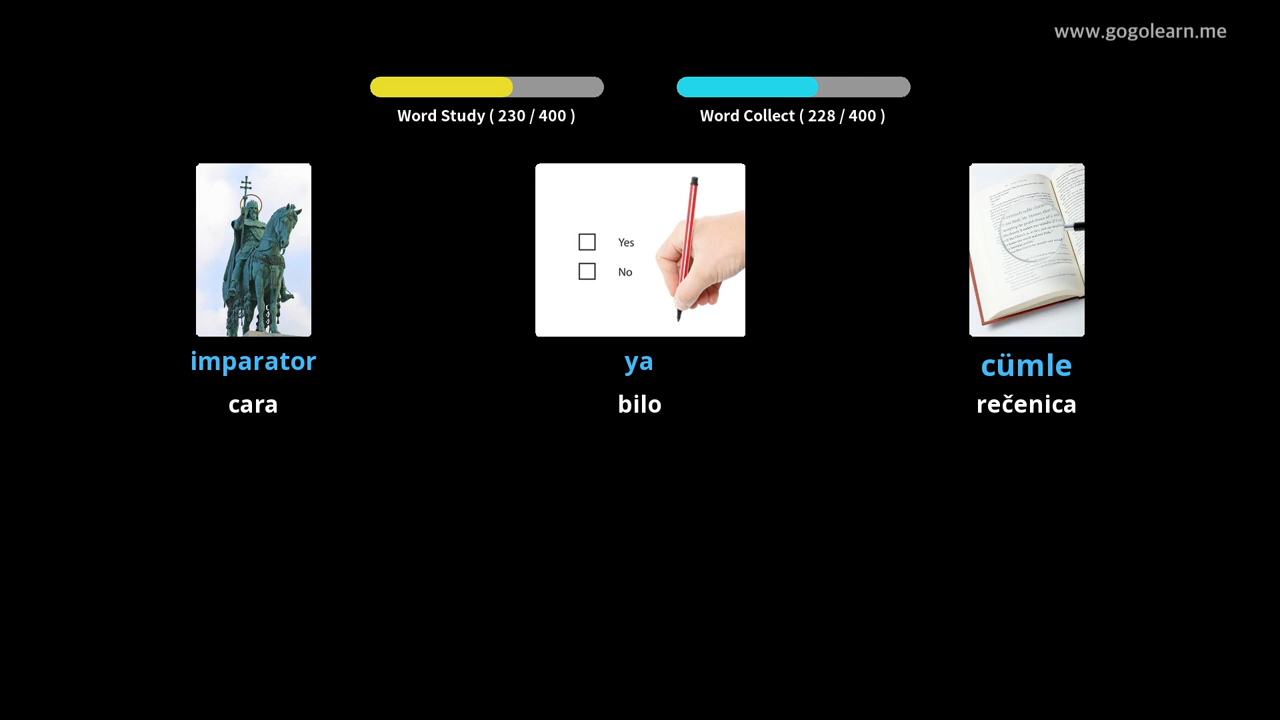 www.gogolearn.me
Word Study ( 230 / 400 )
Word Collect ( 228 / 400 )
Yes
No
imparator
ya
cümle
cara
bilo
rečenica